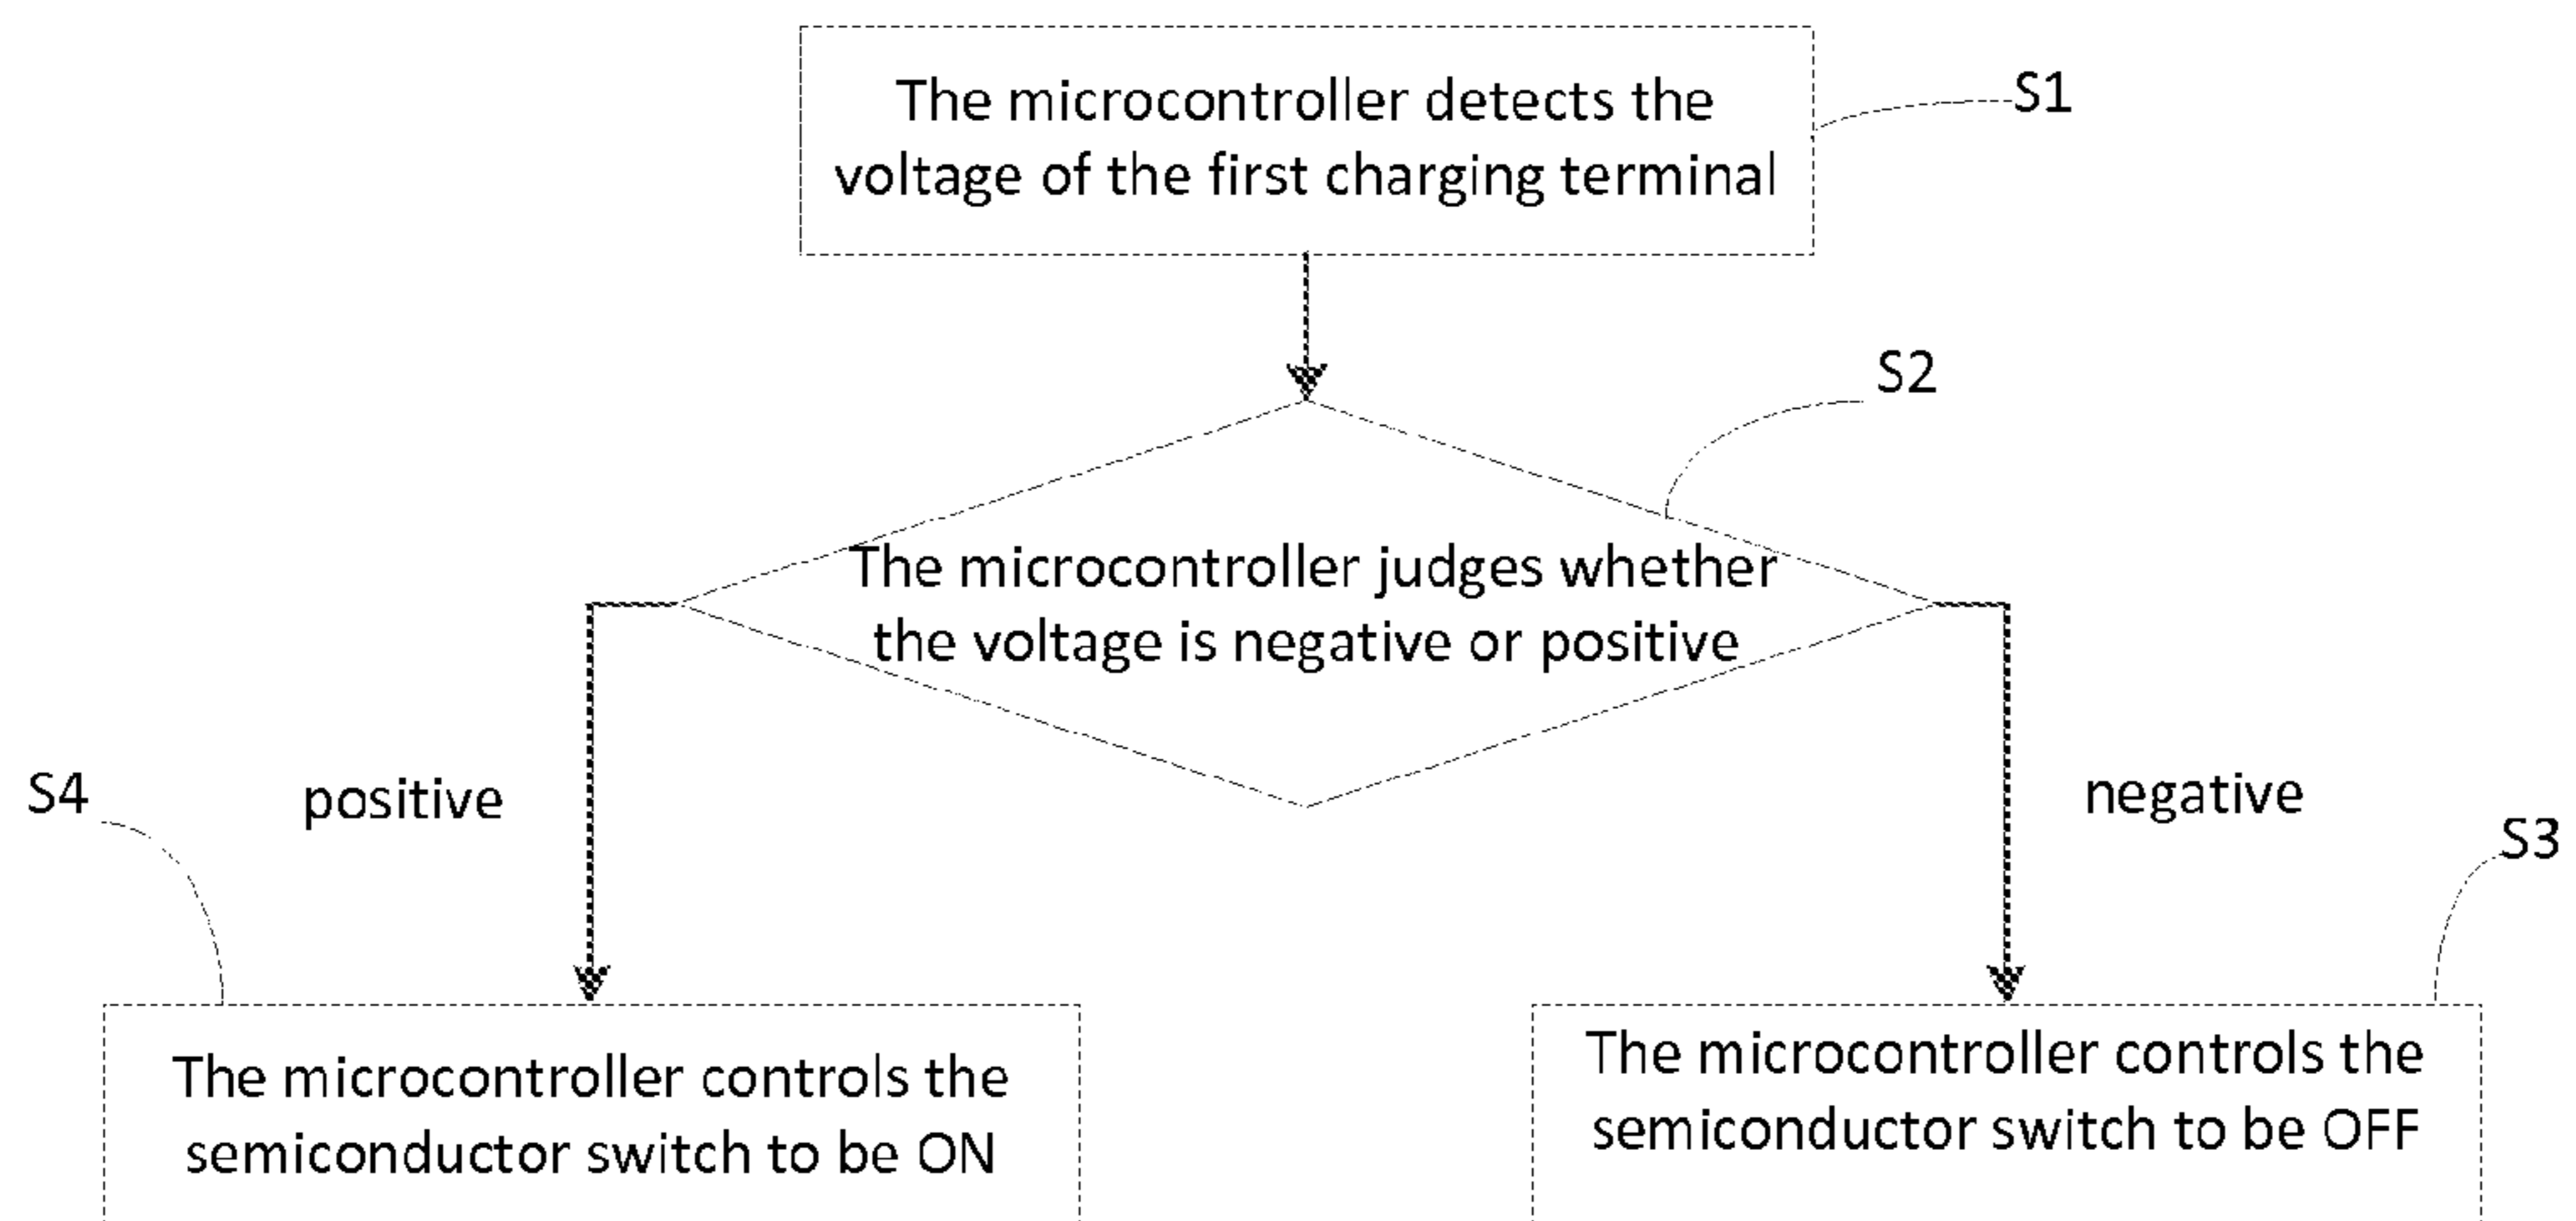 The microcontroller detects the
voltage of the first charging terminal
S1
S2
The microcontroller judges whether
the voltage is negative or positive
S4
positive
negative
S3
The microcontroller controls the
semiconductor switch to be ON
The microcontroller controls the
semiconductor switch to be OFF